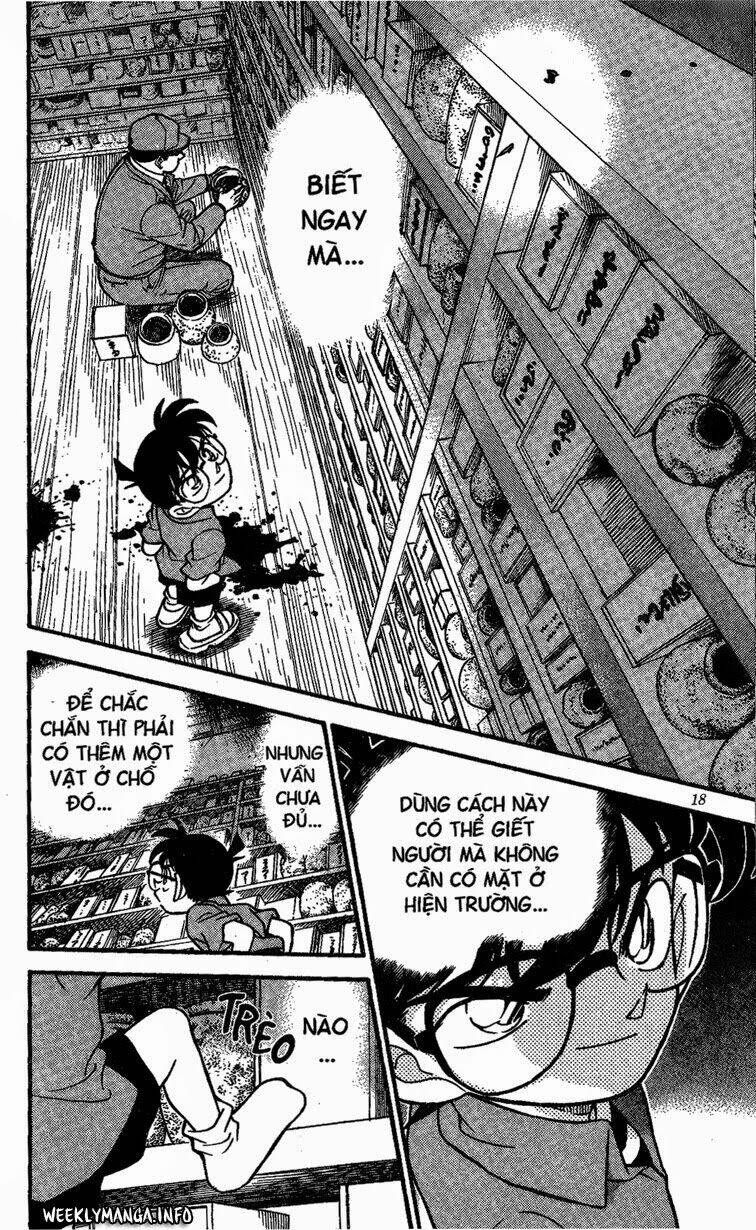 BIẾT
NGAY
MÀ...
18
DÙNG CÁCH NÀY
CÓ THỂ GIẾT
NGƯỜI MÀ KHÔNG
CẦN CÓ MẶT Ở
HIỆN TRƯỜNG...
NHƯNG
VẪN
CHƯA
ĐỦ...
ĐỂ CHẮC
CHẮN THÌ PHẢI
CÓ THÊM MỘT
VẬT Ở CHỖ
ĐÓ...
NÀO
...
TRÈO
WEEKLYMANGA.INFO